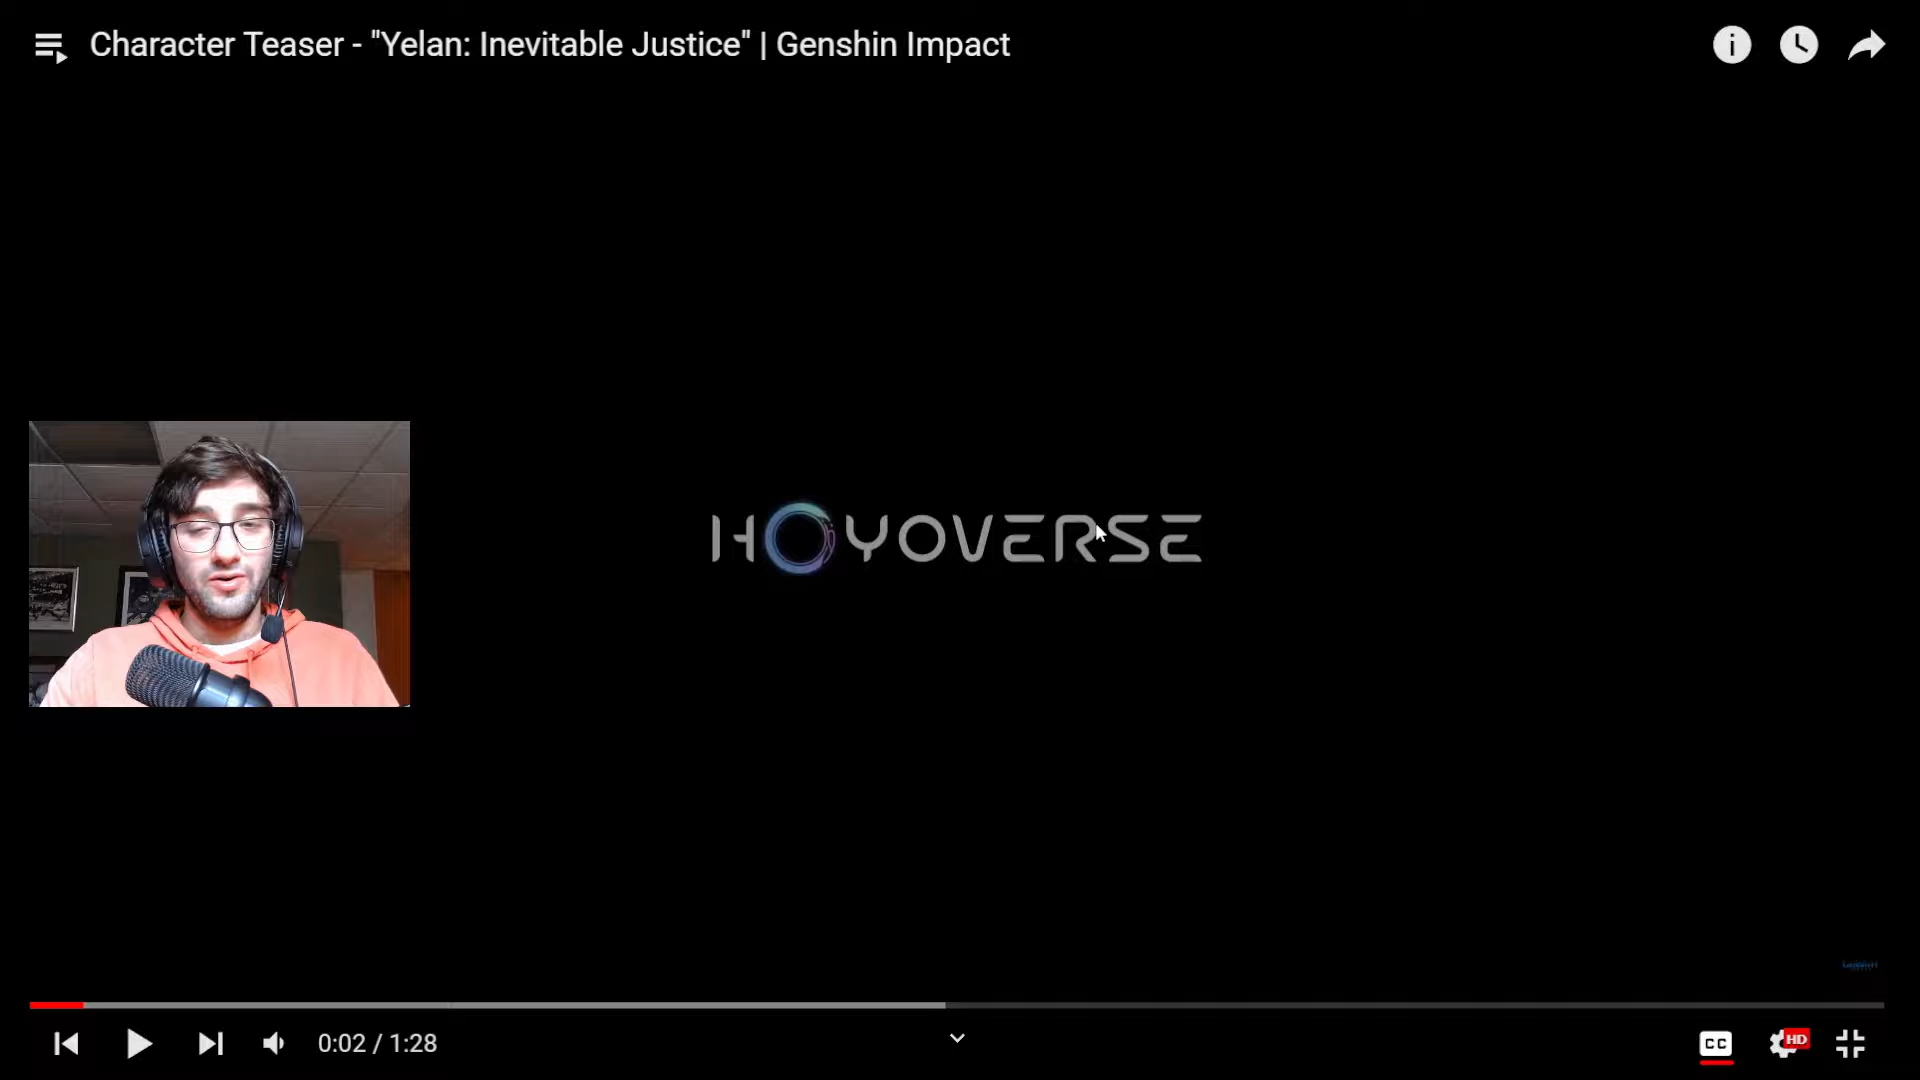 Character Teaser - "Yelan: Inevitable Justice" | Genshin Impact
HOYOVERSE
0:02 / 1:28
CC
HD